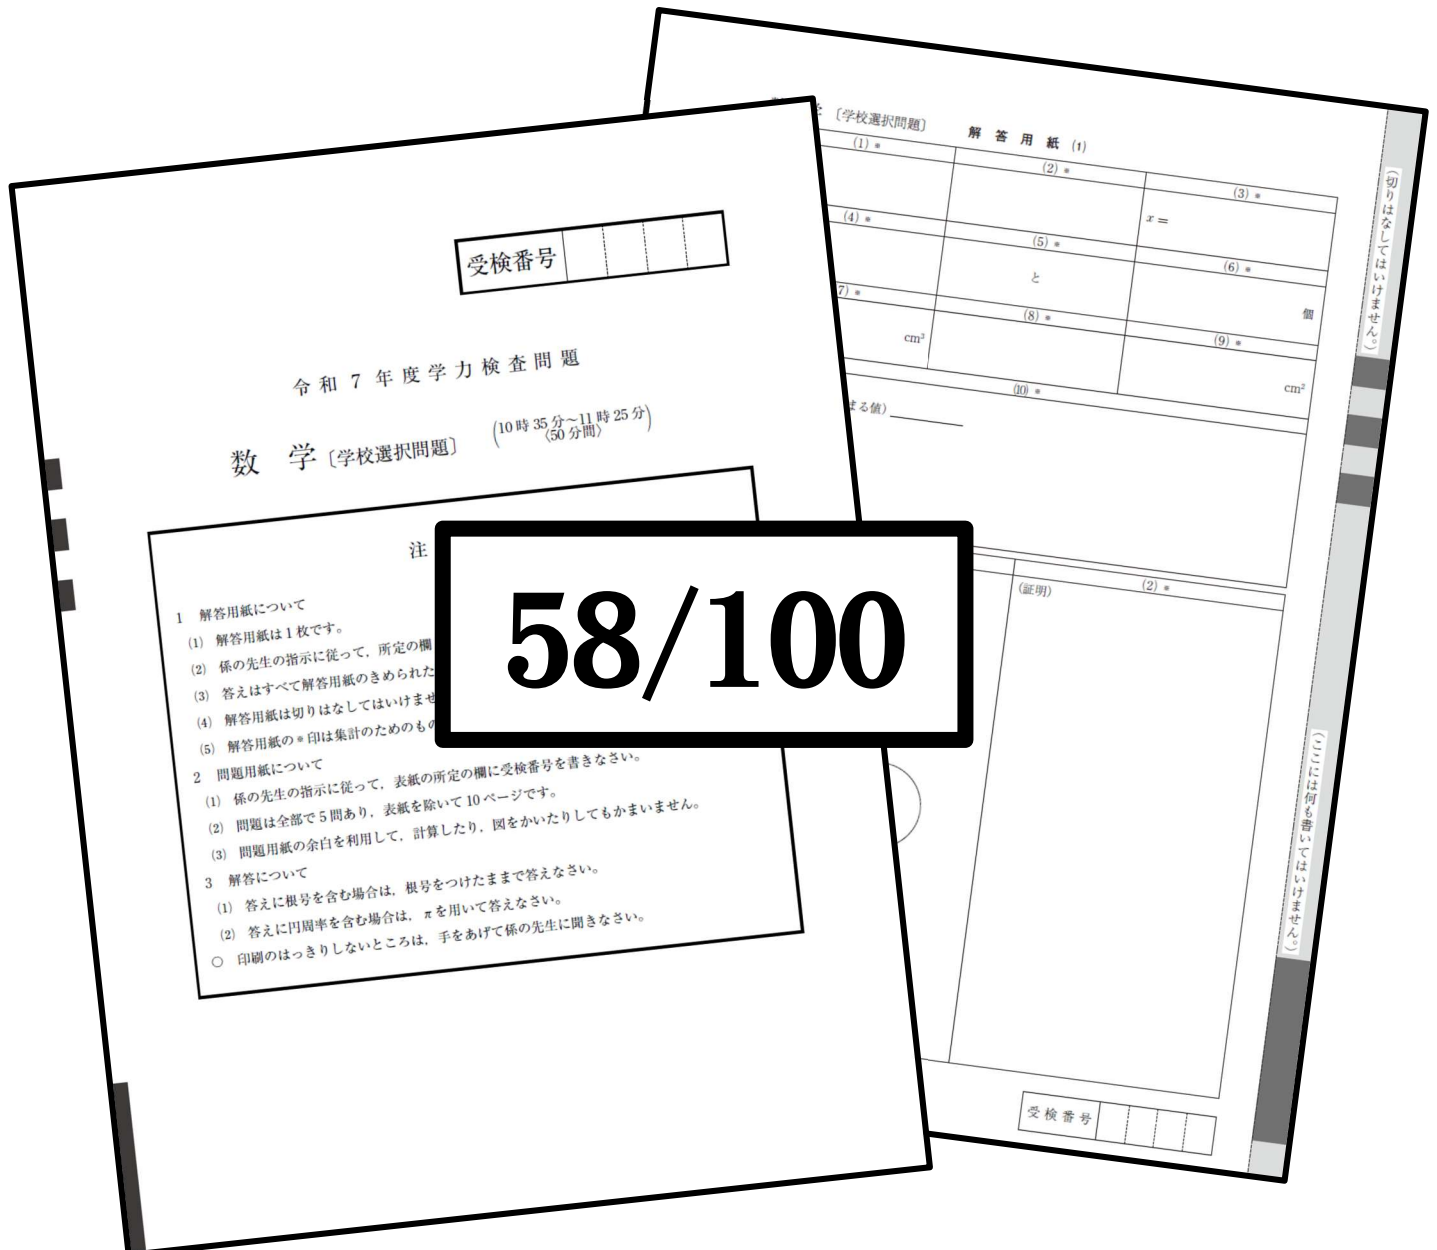 受検番号
令和7年度学力検査問題
数 学〔学校選択問題〕
(10時35分~11時25分)
〈50分間〉
注
1 解答用紙について
(1) 解答用紙は1枚です。
(2) 係の先生の指示に従って，所定の欄
(3) 答えはすべて解答用紙のきめられた
(4) 解答用紙は切りはなしてはいけませ
(5) 解答用紙の*印は集計のためのもの
2 問題用紙について
(1) 係の先生の指示に従って，表紙の所定の欄に受検番号を書きなさい。
(2) 問題は全部で5問あり，表紙を除いて10ページです。
(3) 問題用紙の余白を利用して，計算したり，図をかいたりしてもかまいません。
3 解答について
(1) 答えに根号を含む場合は，根号をつけたままで答えなさい。
(2) 答えに円周率を含む場合は，πを用いて答えなさい。
○ 印刷のはっきりしないところは，手をあげて係の先生に聞きなさい。
58/100
〔学校選択問題〕 解答用紙 (1)
(1) * (2) * (3) *
x =
(4) * (5) * (6) *
と
個
7) * (8) * (9) *
cm²
cm²
(10) *
まる値)
(2) *
(証明)
受検番号
(切りはなしてはいけません。)
(ここには何も書いてはいけません。)